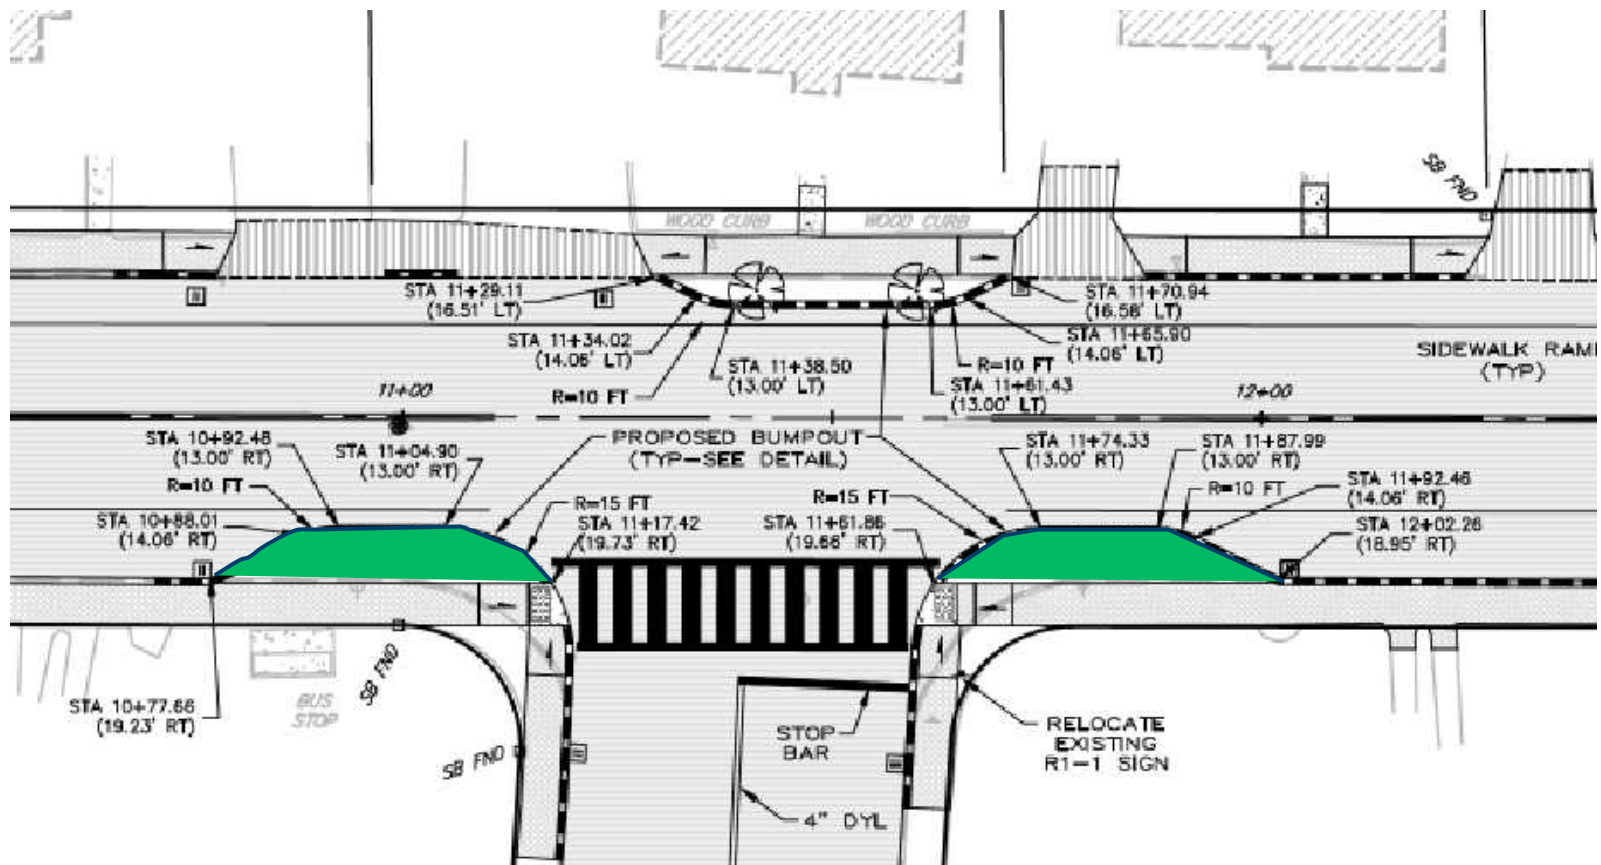 SB FND
WOOD CURB
WOOD CURB
STA 11+29.11
(16.51' LT)
STA 11+70.94
(16.58' LT)
STA 11+34.02
(14.06' LT)
STA 11+65.90
(14.06' LT)
SIDEWALK RAM
(TYP)
STA 11+38.50
(13.00' LT)
R=10 FT
STA 11+61.43
(13.00' LT)
R=10 FT
11+00
12+00
STA 10+92.48
(13.00' RT)
STA 11+04.90
(13.00' RT)
PROPOSED BUMPOUT
(TYP-SEE DETAIL)
STA 11+74.33
(13.00' RT)
STA 11+87.99
(13.00' RT)
R=10 FT
R=15 FT
R=15 FT
R=10 FT
STA 11+92.46
(14.06' RT)
STA 10+88.01
(14.06' RT)
STA 11+17.42
(19.73' RT)
STA 11+61.86
(19.66' RT)
STA 12+02.26
(18.95' RT)
SB FND
BUS
STOP
STA 10+77.66
(19.23' RT)
SB FND
STOP
BAR
RELOCATE
EXISTING
R1-1 SIGN
4" DYL